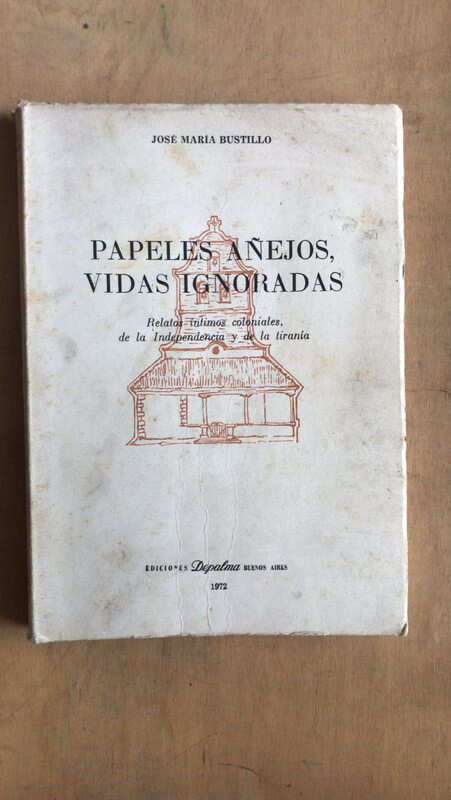 JOSÉ MARÍA BUSTILLO
PAPELES AÑEJOS,
VIDAS IGNORADAS
Relatos íntimos coloniales,
de la Independencia y de la tiranía
EDICIONES Depalma BUENOS AIRES
1972